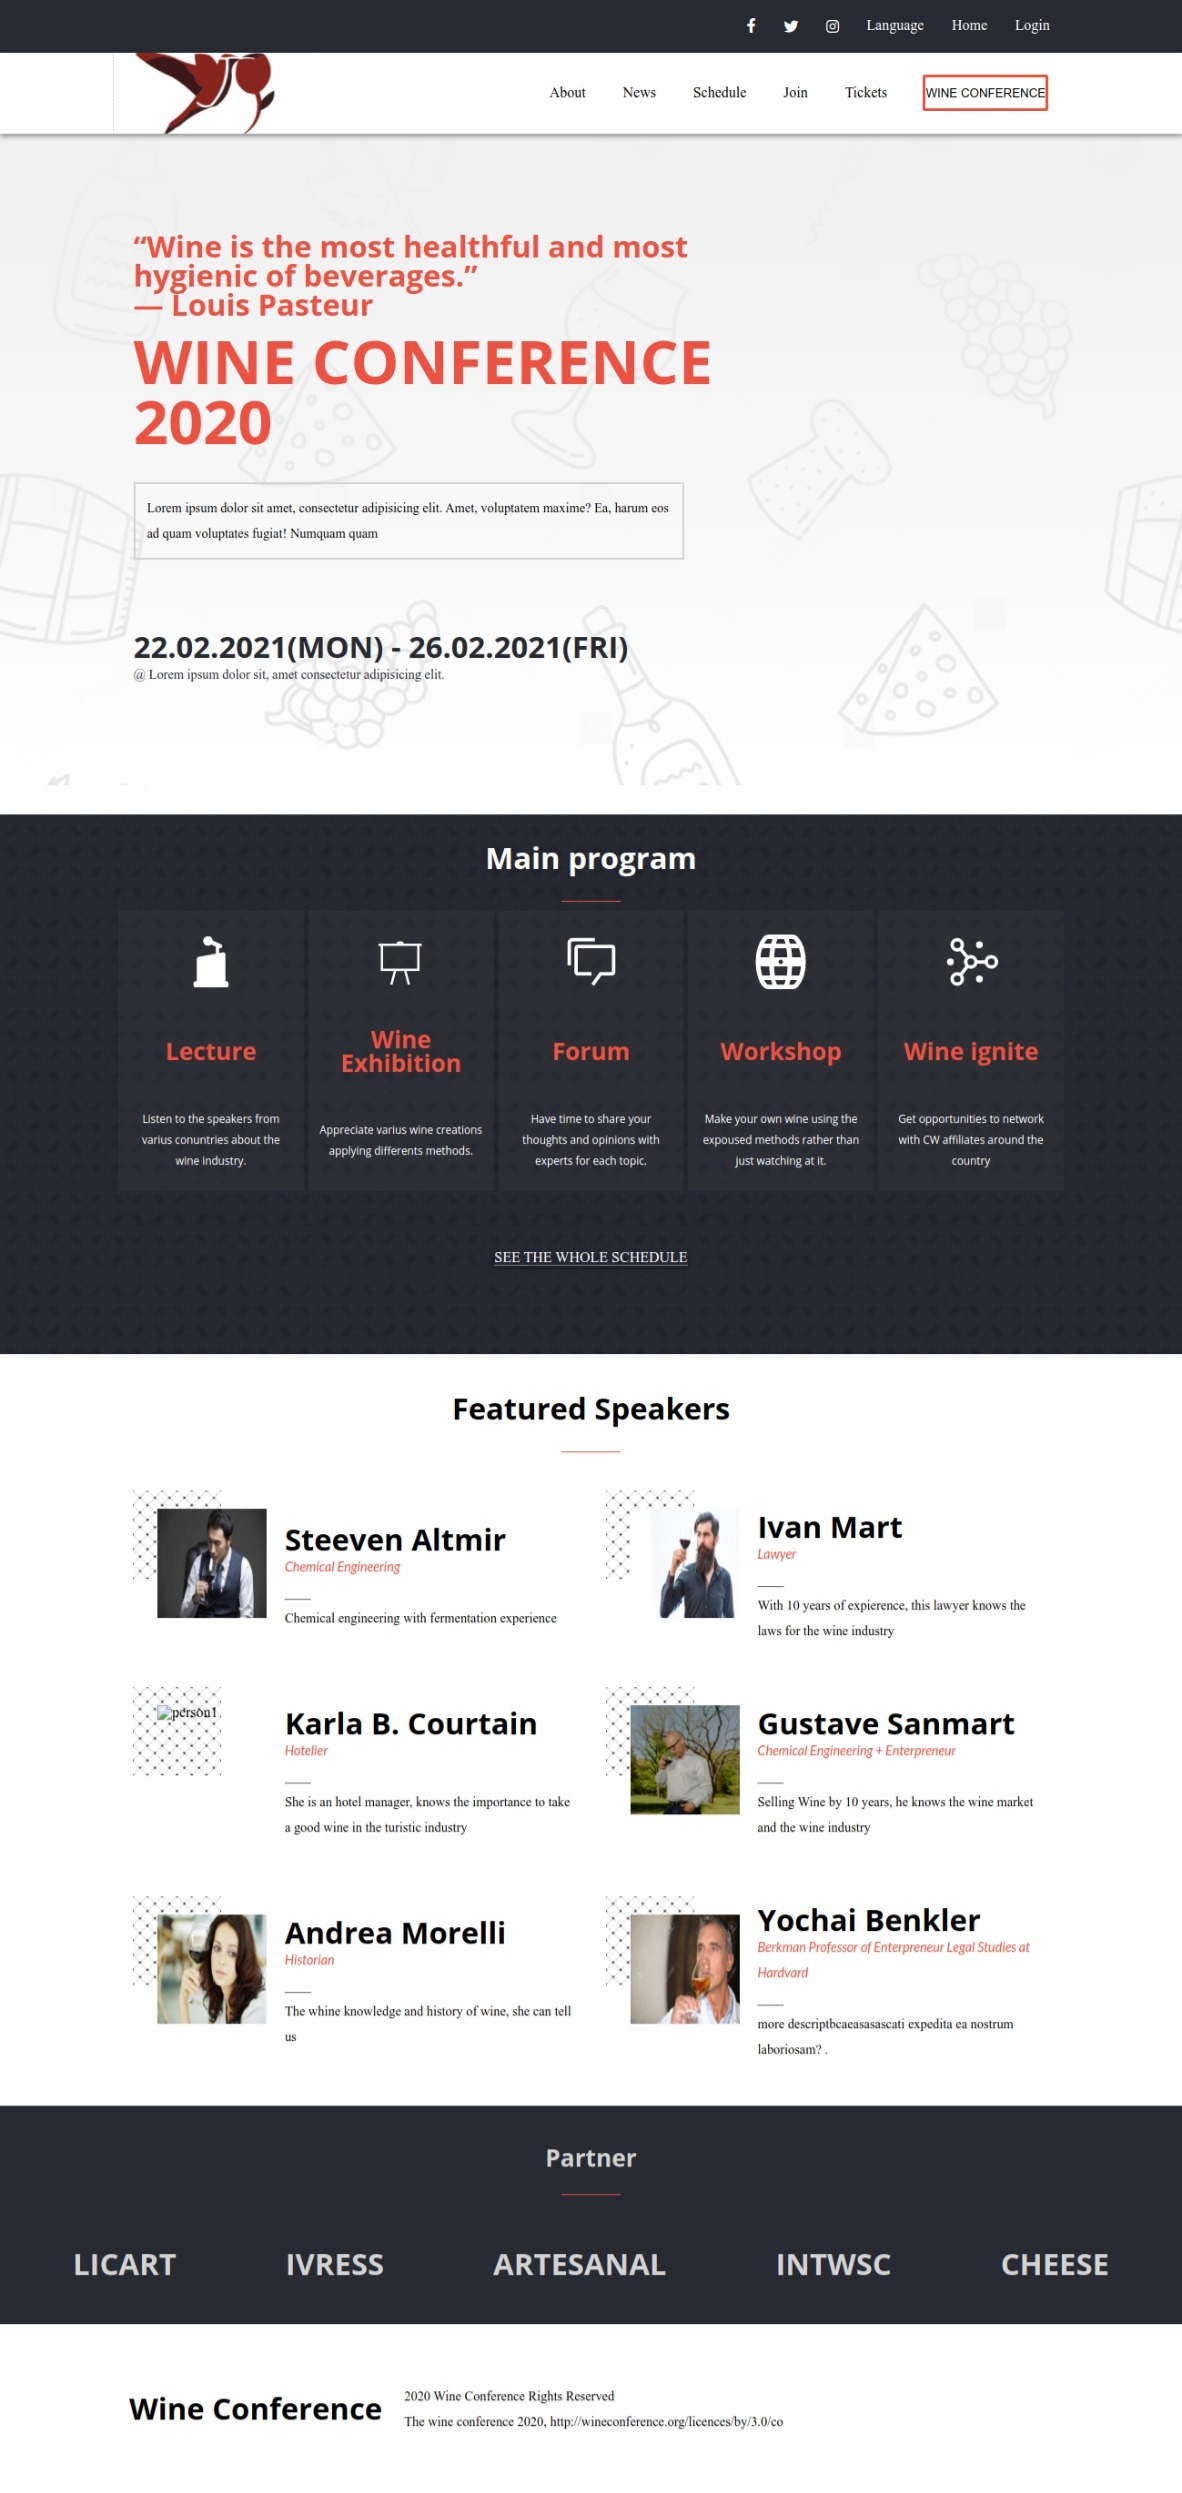 Language Home Login
About News Schedule Join Tickets WINE CONFERENCE
“Wine is the most healthful and most
hygienic of beverages.”
— Louis Pasteur
WINE CONFERENCE
2020
Lorem ipsum dolor sit amet, consectetur adipisicing elit. Amet, voluptatem maxime? Ea, harum eos
ad quam voluptates fugiat! Numquam quam
22.02.2021(MON) - 26.02.2021(FRI)
@ Lorem ipsum dolor sit, amet consectetur adipisicing elit.
Main program
Lecture
Listen to the speakers from
varius conuntries about the
wine industry.
Wine
Exhibition
Appreciate varius wine creations
applying differents methods.
Forum
Have time to share your
thoughts and opinions with
experts for each topic.
Workshop
Make your own wine using the
expoused methods rather than
just watching at it.
Wine ignite
Get opportunities to network
with CW affiliates around the
country
SEE THE WHOLE SCHEDULE
Featured Speakers
Steeven Altmir
Chemical Engineering
Chemical engineering with fermentation experience
Ivan Mart
Lawyer
With 10 years of expierence, this lawyer knows the
laws for the wine industry
person1
Karla B. Courtain
Hotelier
She is an hotel manager, knows the importance to take
a good wine in the turistic industry
Gustave Sanmart
Chemical Engineering + Enterpreneur
Selling Wine by 10 years, he knows the wine market
and the wine industry
Andrea Morelli
Historian
The whine knowledge and history of wine, she can tell
us
Yochai Benkler
Berkman Professor of Enterpreneur Legal Studies at
Hardvard
more descriptbcaeasasascati expedita ea nostrum
laboriosam? .
Partner
LICART IVRESS ARTESANAL INTWSC CHEESE
Wine Conference
2020 Wine Conference Rights Reserved
The wine conference 2020, http://wineconference.org/licences/by/3.0/co